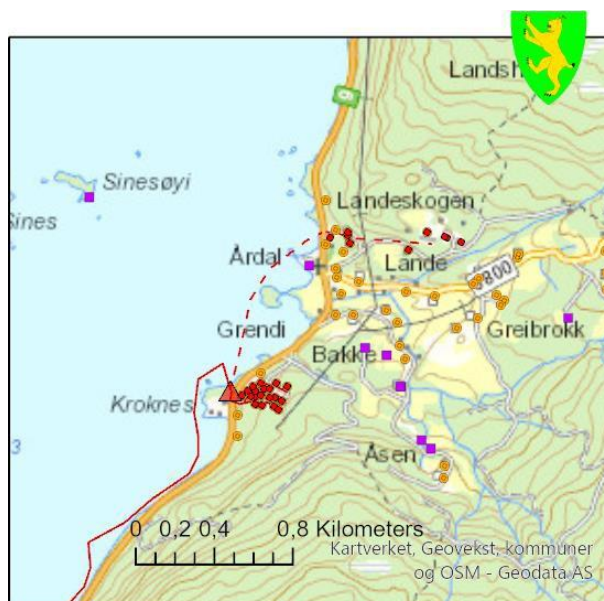 Landsh
Sinesøyi
Sines
Landeskogen
Årdal
Lande
3800
Grendi
Greibrokk
Bakke
Kroknes
3
Åsen
0 0,2 0,4 0,8 Kilometers
Kartverket, Geovekst, kommuner
og OSM - Geodata AS